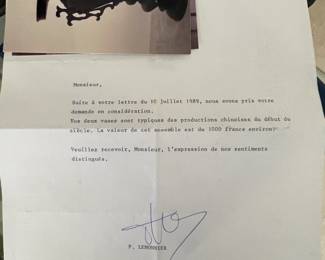 Monsieur,
Suite à votre lettre du 10 juillet 1989, nous avons pris votre
demande en considération.
Vos deux vases sont typiques des productions chinoises du début du
siècle. La valeur de cet ensemble est de 1000 francs environ.
Veuillez recevoir, Monsieur, l'expression de nos sentiments
distingués.
P. LEMONNIER